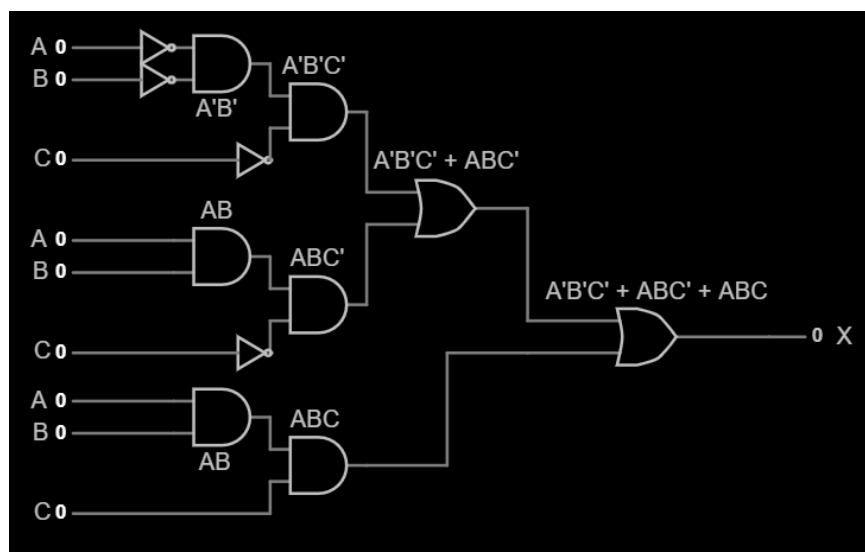 A 0
A'B'C'
B 0
A'B'
C 0
A'B'C' + ABC'
AB
A 0
ABC'
B 0
A'B'C' + ABC' + ABC
0 X
C 0
A 0
ABC
B 0
AB
C 0